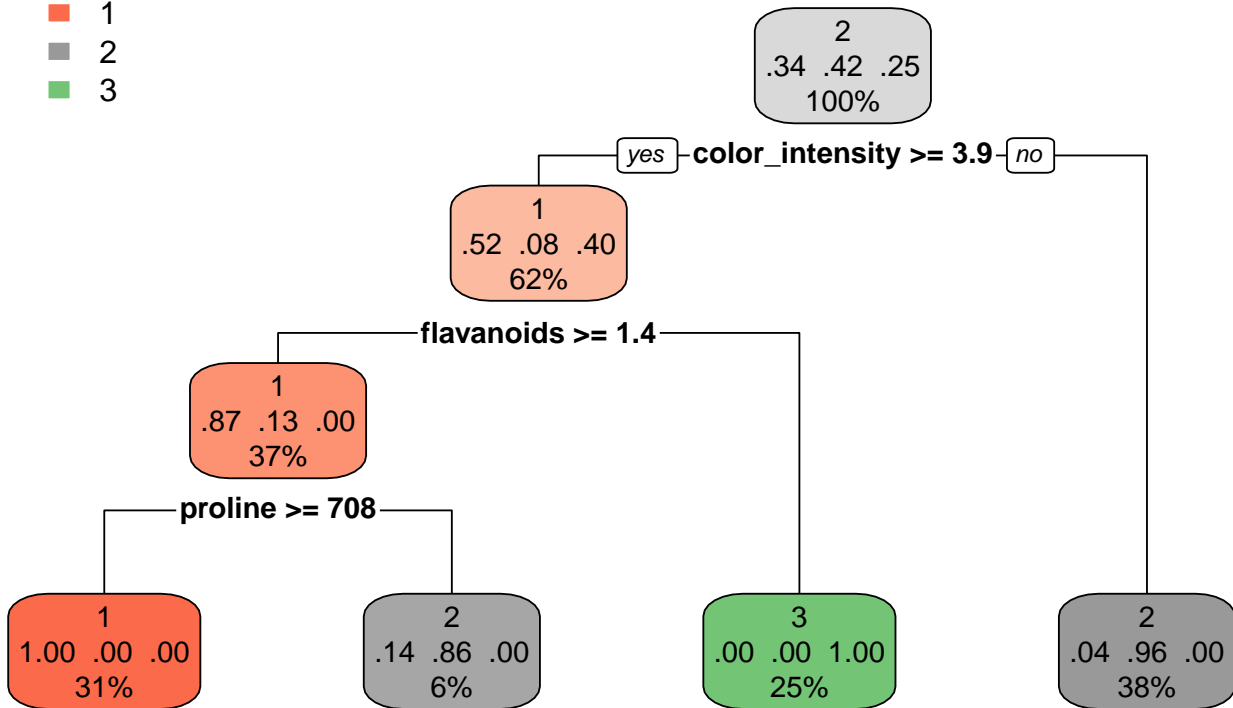 1
2
3
2
.34 .42 .25
100%
yes color_intensity >= 3.9 no
1
.52 .08 .40
62%
flavanoids >= 1.4
1
.87 .13 .00
37%
proline >= 708
1
1.00 .00 .00
31%
2
.14 .86 .00
6%
3
.00 .00 1.00
25%
2
.04 .96 .00
38%